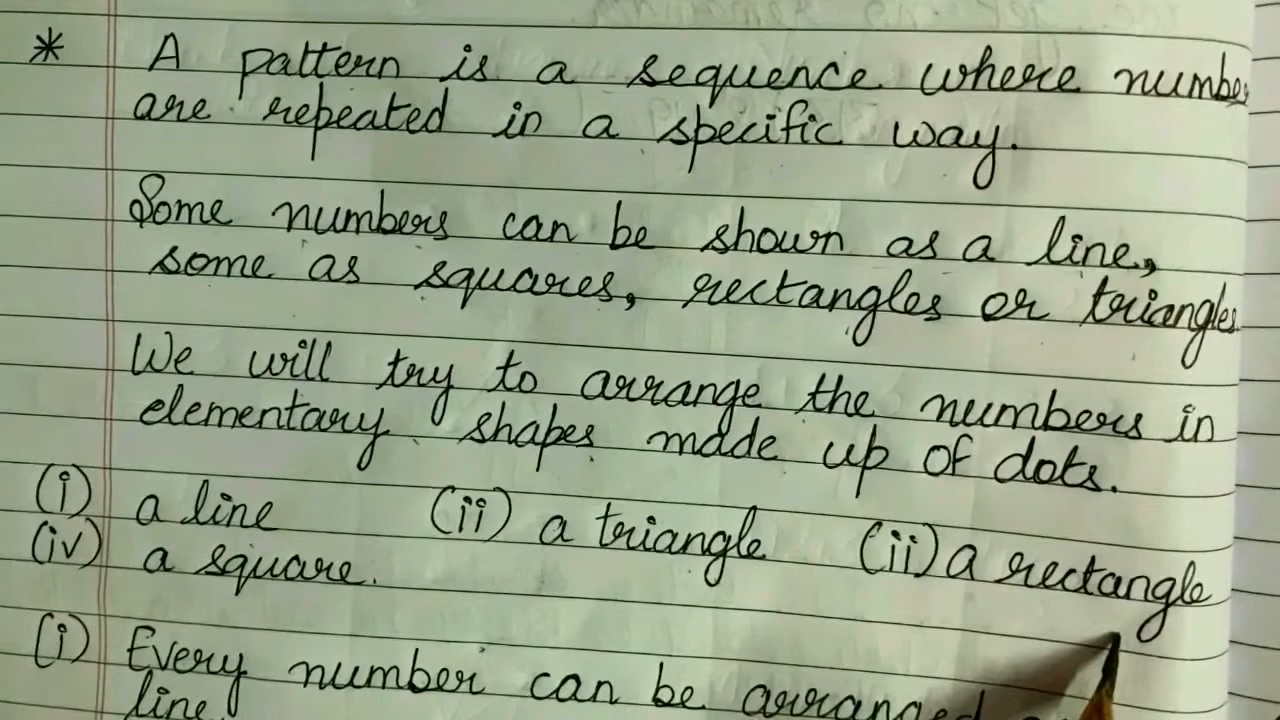 * A pattern is a sequence where number
are repeated in a specific way.
Some numbers can be shown as a line,
some as squares, rectangles or triangles
We will try to arrange the numbers in
elementary shapes made up of dots.
(i) a line (ii) a triangle (ii) a rectangle
(iv) a square.
(i) Every number can be arranged
line.